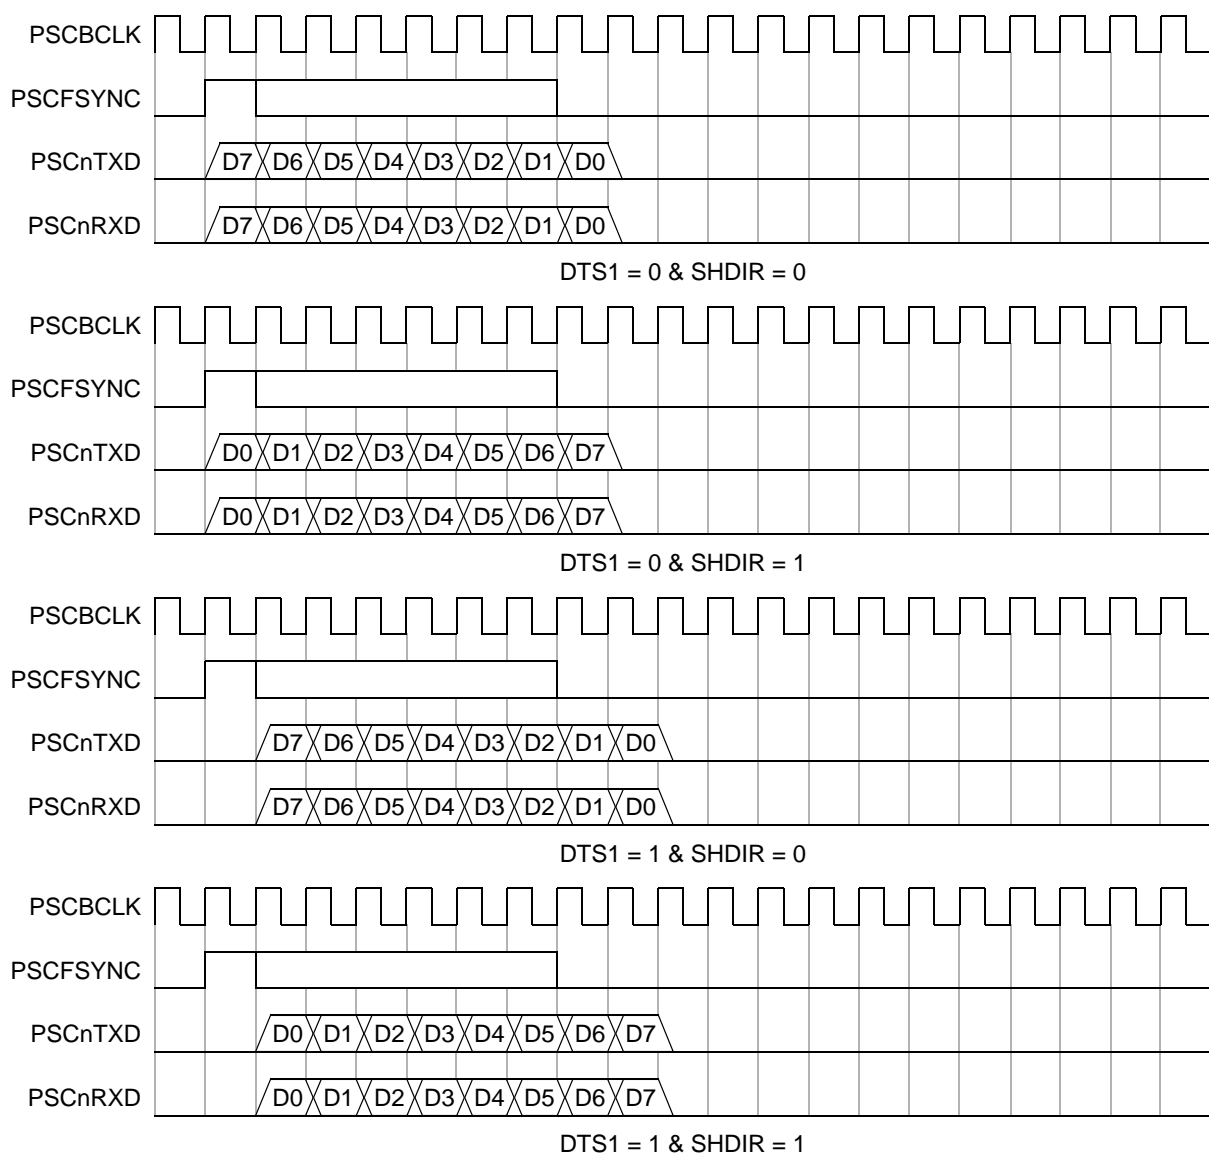 PSCBCLK
PSCFSYNC
PSCnTXD D7 D6 D5 D4 D3 D2 D1 D0
PSCnRXD D7 D6 D5 D4 D3 D2 D1 D0
DTS1 = 0 & SHDIR = 0
PSCBCLK
PSCFSYNC
PSCnTXD D0 D1 D2 D3 D4 D5 D6 D7
PSCnRXD D0 D1 D2 D3 D4 D5 D6 D7
DTS1 = 0 & SHDIR = 1
PSCBCLK
PSCFSYNC
PSCnTXD D7 D6 D5 D4 D3 D2 D1 D0
PSCnRXD D7 D6 D5 D4 D3 D2 D1 D0
DTS1 = 1 & SHDIR = 0
PSCBCLK
PSCFSYNC
PSCnTXD D0 D1 D2 D3 D4 D5 D6 D7
PSCnRXD D0 D1 D2 D3 D4 D5 D6 D7
DTS1 = 1 & SHDIR = 1